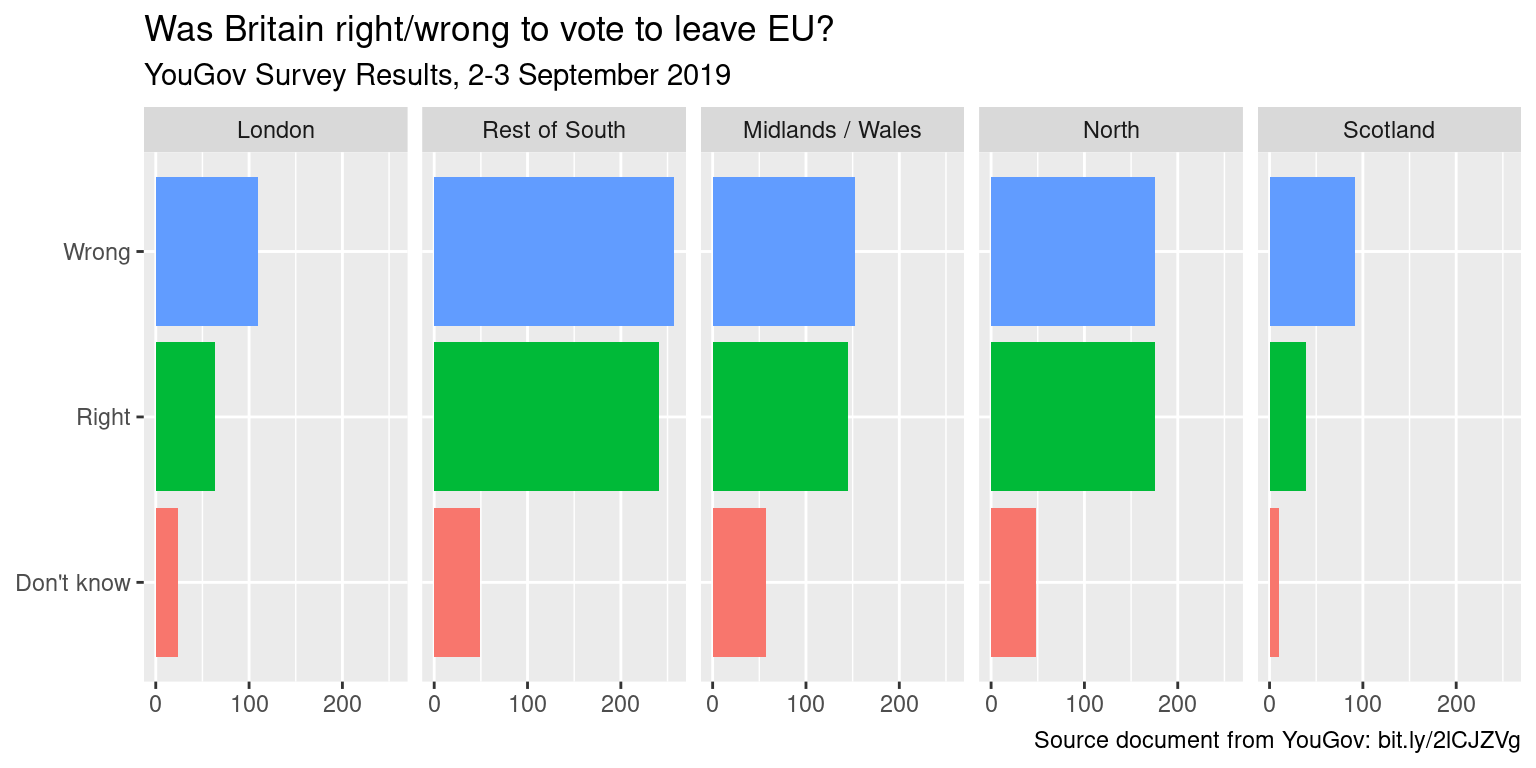 Was Britain right/wrong to vote to leave EU?
YouGov Survey Results, 2-3 September 2019
London Rest of South Midlands / Wales North Scotland
Wrong
Right
Don't know
0 100 200 0 100 200 0 100 200 0 100 200 0 100 200
Source document from YouGov: bit.ly/2lCJZVg